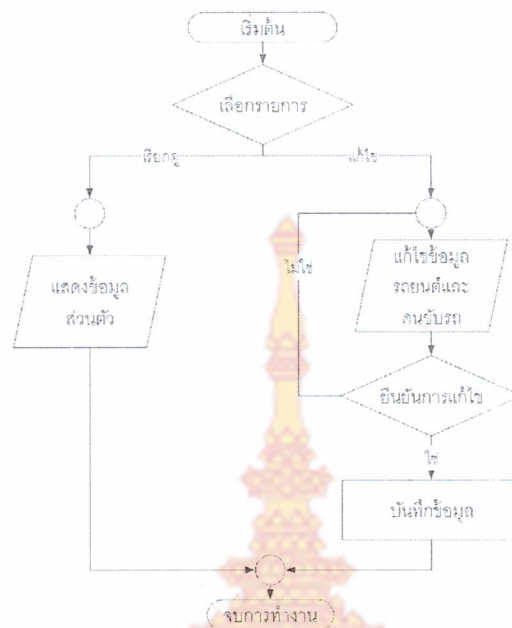 เริ่มต้น
เลือกรายการ
เรียกดู
แก้ไข
แสดงข้อมูล
ส่วนตัว
ไม่ใช่
แก้ไขข้อมูล
รถยนต์และ
คนขับรถ
ยืนยันการแก้ไข
ใช่
บันทึกข้อมูล
จบการทำงาน